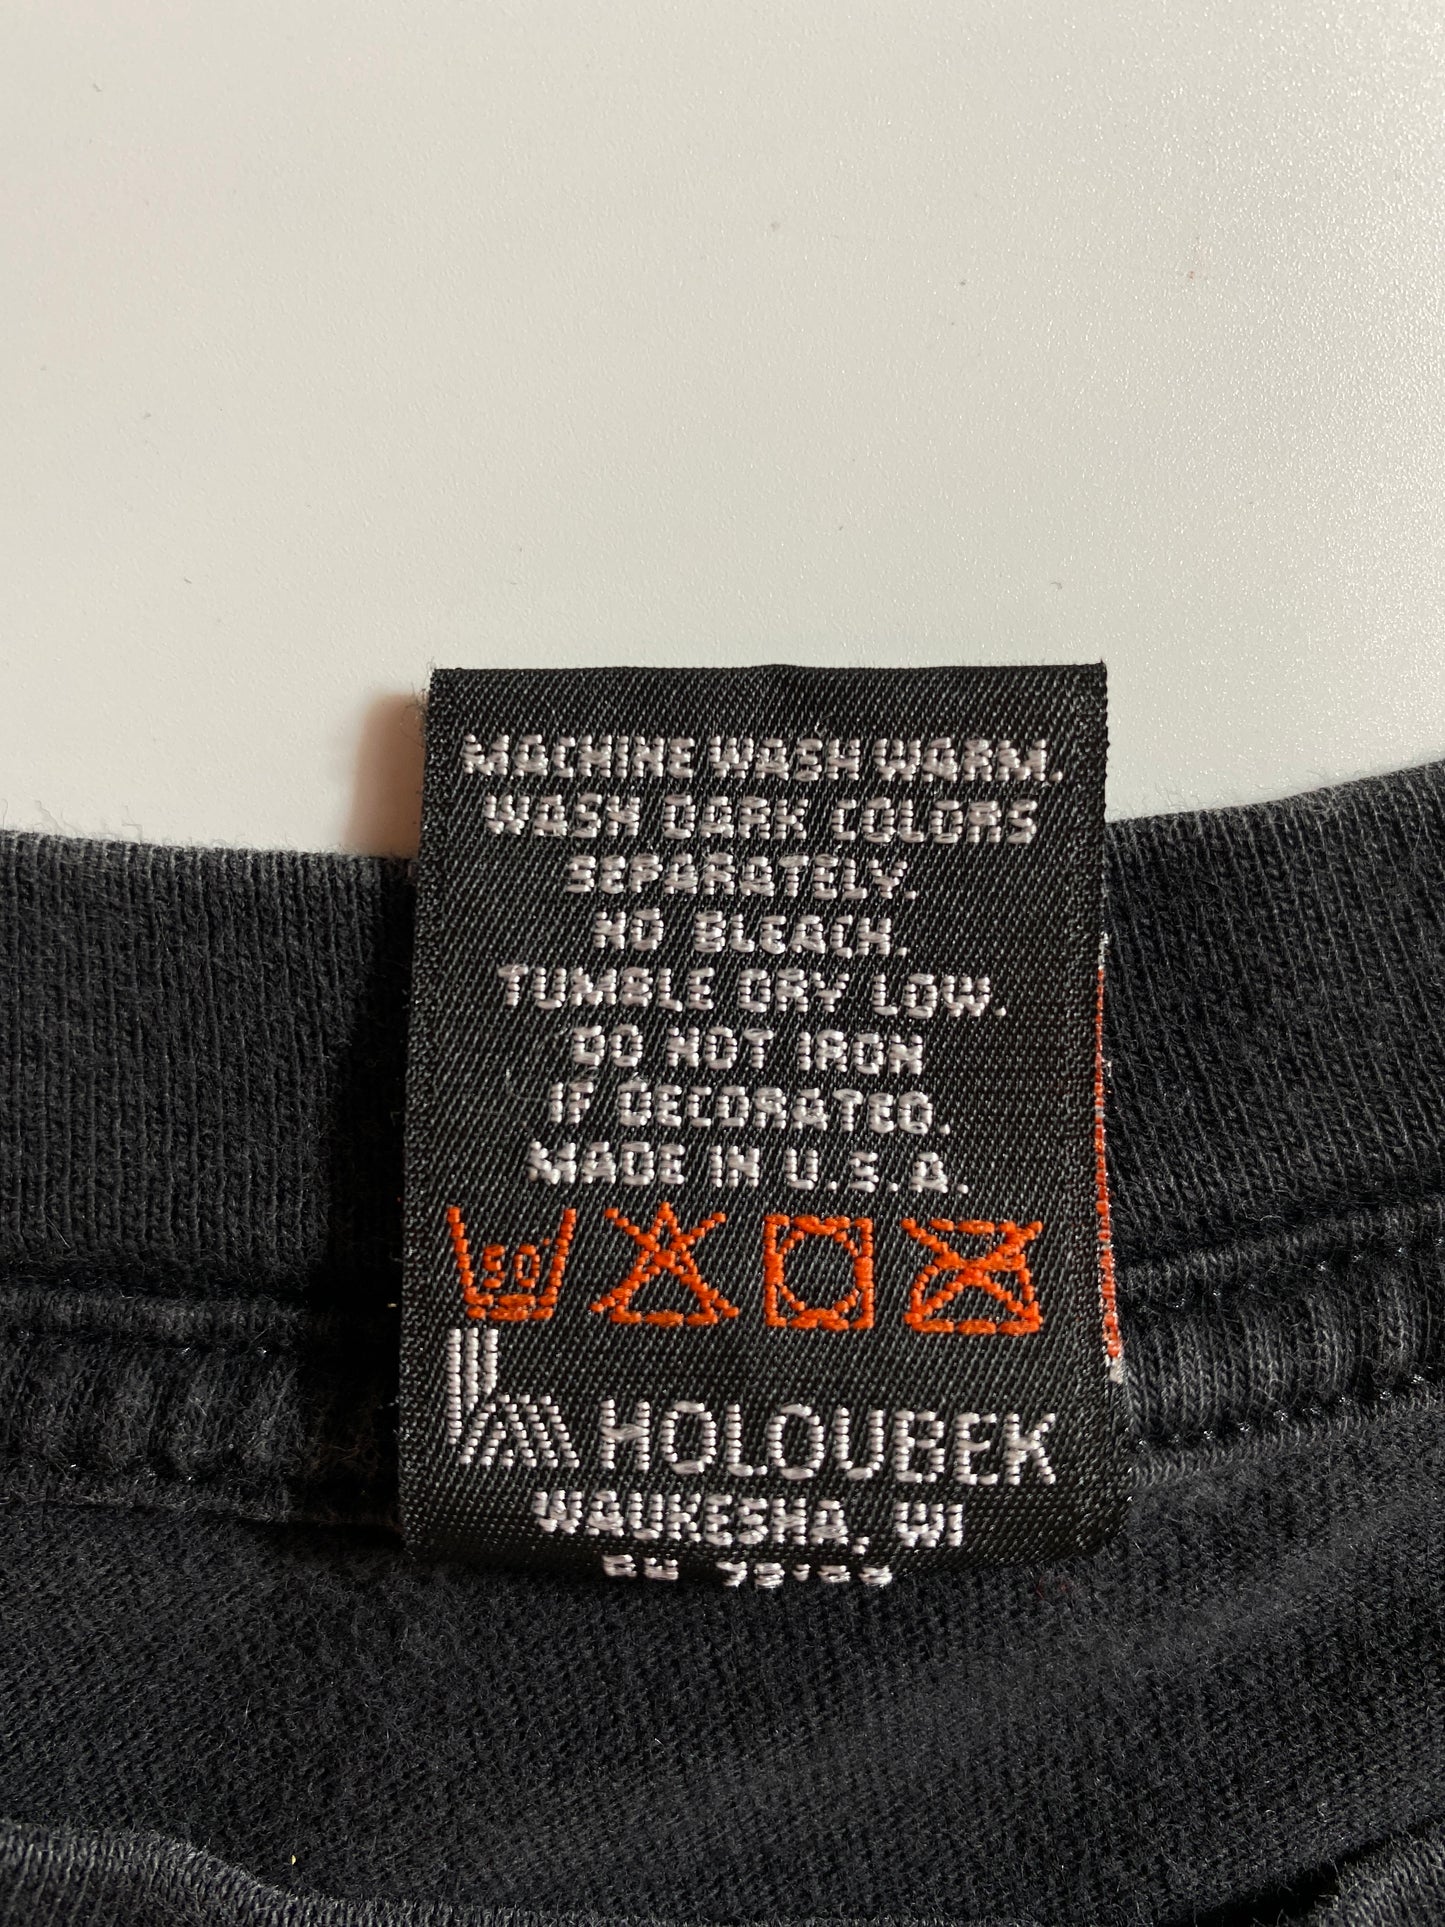 MACHINE WASH WARM.
WASH DARK COLORS
SEPARATELY.
NO BLEACH.
TUMBLE DRY LOW.
DO NOT IRON
IF DECORATED.
MADE IN U.S.A.
50°
HOLOUBEK
WAUKESHA, WI